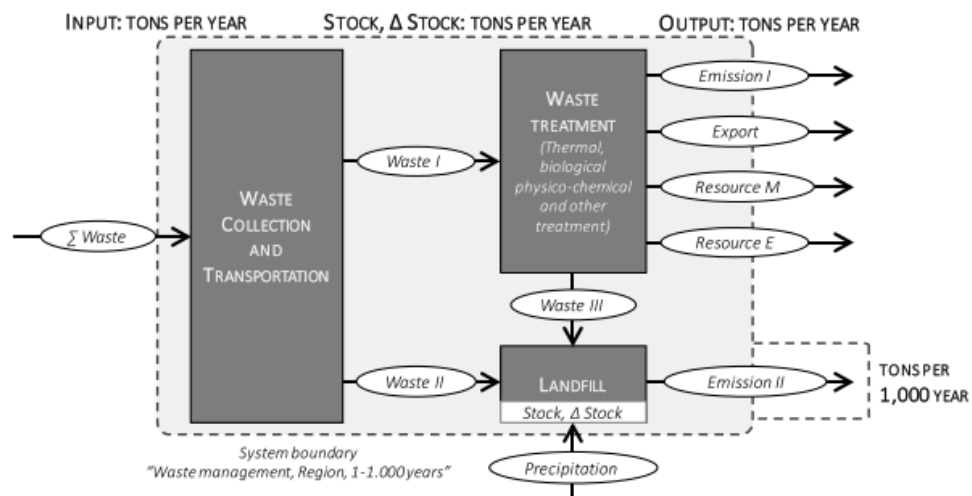 INPUT: TONS PER YEAR
STOCK, Δ STOCK: TONS PER YEAR
OUTPUT: TONS PER YEAR
WASTE
COLLECTION
AND
TRANSPORTATION
∑ Waste
Waste I
Waste II
WASTE
TREATMENT
(Thermal,
biological
physico-chemical
and other
treatment)
Emission I
Export
Resource M
Resource E
Waste III
LANDFILL
Stock, Δ Stock
Emission II
TONS PER
1,000 YEAR
System boundary
"Waste management, Region, 1-1.000 years"
Precipitation